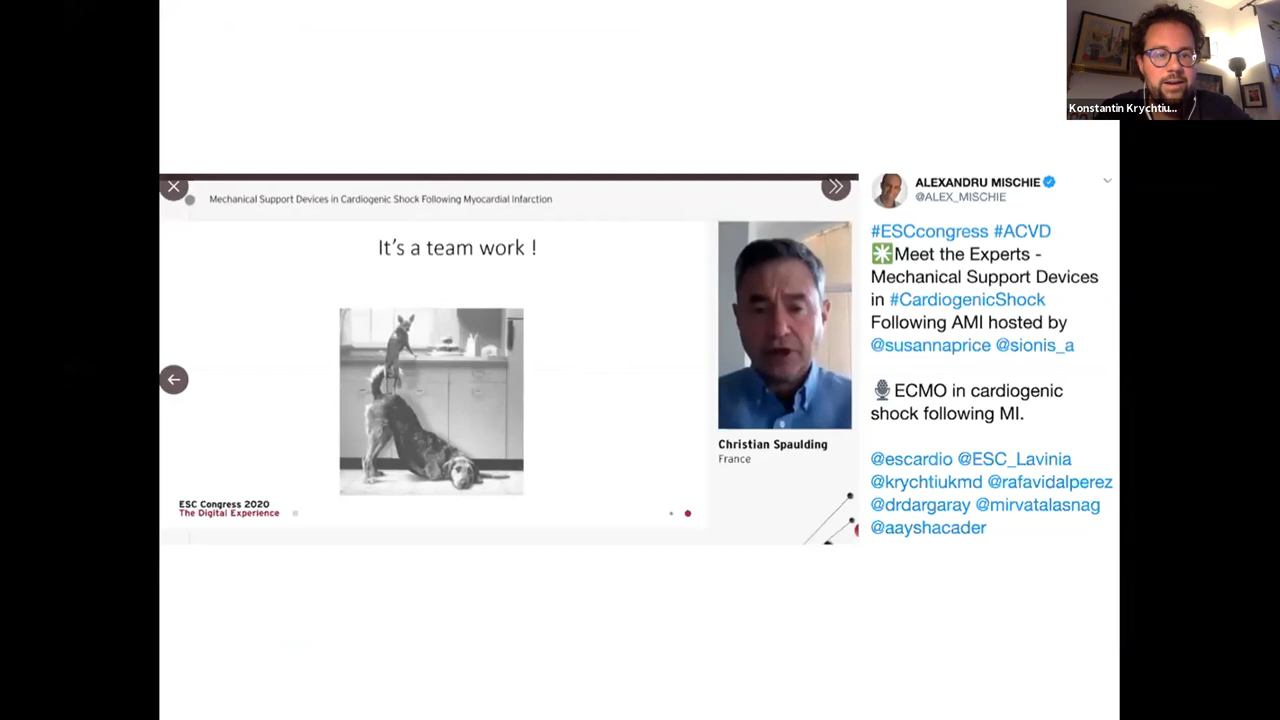 Konstantin Krychtiu...
Mechanical Support Devices in Cardiogenic Shock Following Myocardial Infarction
It's a team work !
Christian Spaulding
France
ESC Congress 2020
The Digital Experience
ALEXANDRU MISCHIE
@ALEX_MISCHIE
#ESCcongress #ACVD
Meet the Experts -
Mechanical Support Devices
in #CardiogenicShock
Following AMI hosted by
@susannaprice @sionis_a
ECMO in cardiogenic
shock following MI.
@escardio @ESC_Lavinia
@krychtiukmd @rafavidalperez
@drdargaray @mirvatalasnag
@aayshacader